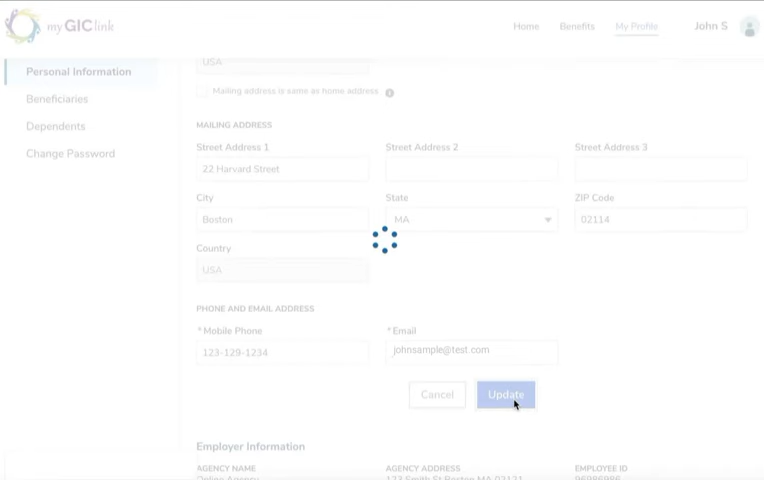 my GIC link
Home Benefits My Profile John S
Personal Information
Beneficiaries
Dependents
Change Password
USA
Mailing address is same as home address i
MAILING ADDRESS
Street Address 1 Street Address 2 Street Address 3
22 Harvard Street
City State ZIP Code
Boston MA 02114
Country
USA
PHONE AND EMAIL ADDRESS
* Mobile Phone * Email
123-129-1234 johnsample@test.com
Cancel Update
Employer Information
AGENCY NAME AGENCY ADDRESS EMPLOYEE ID
Online Agency 123 Smith St Boston MA 02121